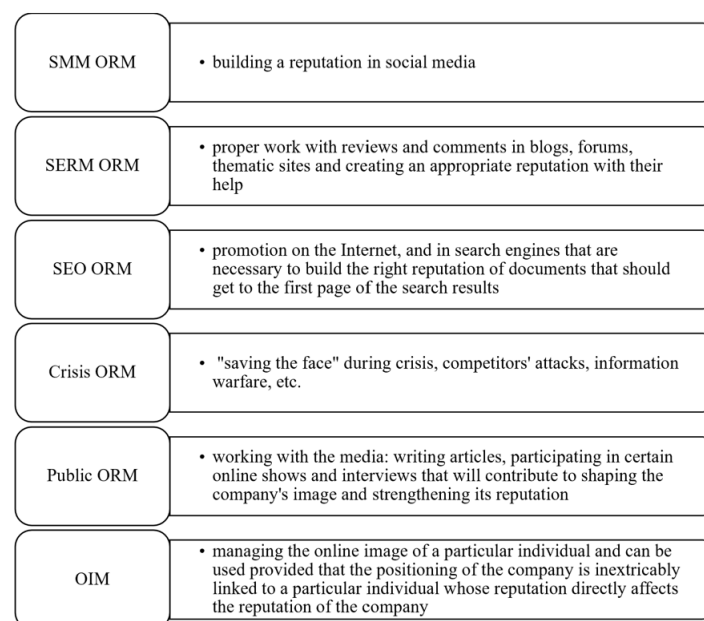 SMM ORM
• building a reputation in social media
SERM ORM
• proper work with reviews and comments in blogs, forums,
thematic sites and creating an appropriate reputation with their
help
SEO ORM
• promotion on the Internet, and in search engines that are
necessary to build the right reputation of documents that should
get to the first page of the search results
Crisis ORM
• "saving the face" during crisis, competitors' attacks, information
warfare, etc.
Public ORM
• working with the media: writing articles, participating in certain
online shows and interviews that will contribute to shaping the
company's image and strengthening its reputation
OIM
• managing the online image of a particular individual and can be
used provided that the positioning of the company is inextricably
linked to a particular individual whose reputation directly affects
the reputation of the company